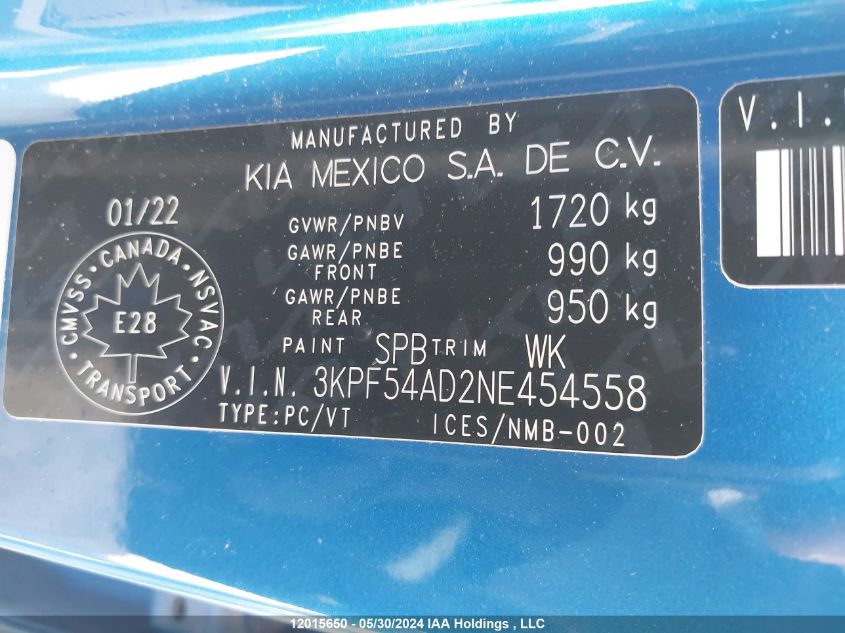 MANUFACTURED BY
KIA MEXICO S.A. DE C.V.
01/22
GVWR/PNBV 1720 kg
GAWR/PNBE FRONT 990 kg
GAWR/PNBE REAR 950 kg
PAINT SPB TRIM WK
V.I.N. 3KPF54AD2NE454558
TYPE:PC/VT ICES/NMB-002
CMVSS · CANADA · NSVAC
E28
· TRANSPORT ·
V.I.
12015650 - 05/30/2024 IAA Holdings , LLC